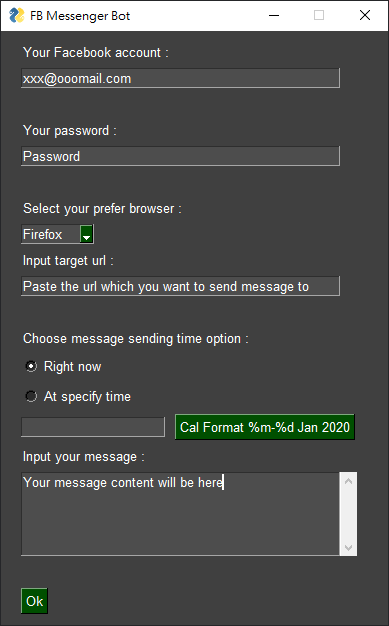 FB Messenger Bot
Your Facebook account :
xxx@ooomail.com
Your password :
Password
Select your prefer browser :
Firefox
Input target url :
Paste the url which you want to send message to
Choose message sending time option :
Right now
At specify time
Cal Format %m-%d Jan 2020
Input your message :
Your message content will be here
Ok